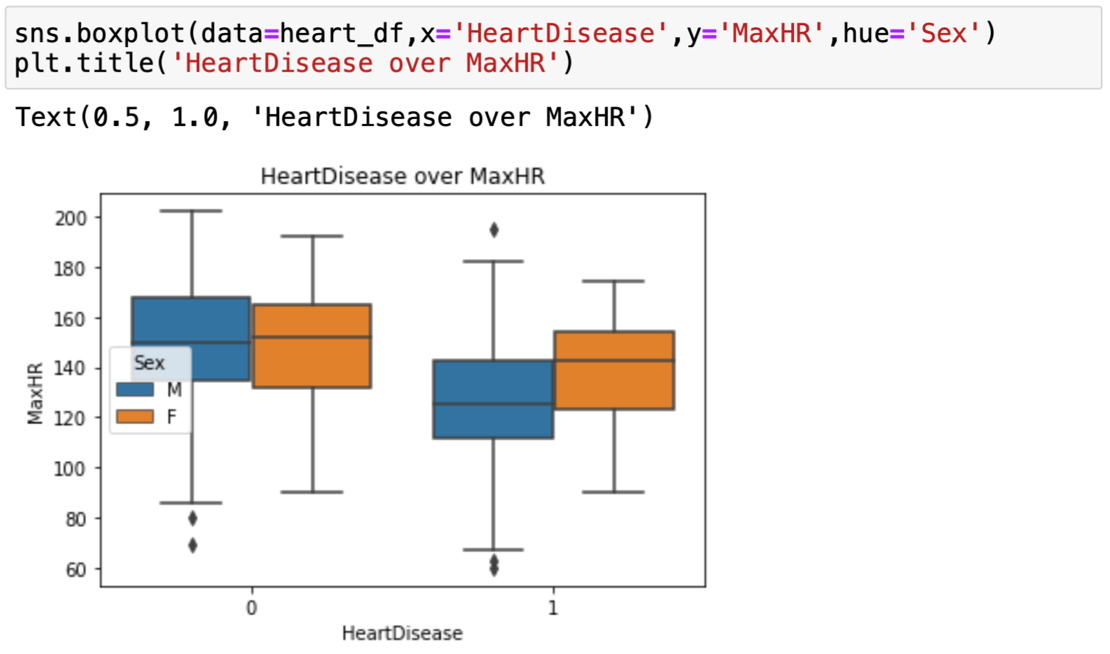 sns.boxplot(data=heart_df,x='HeartDisease',y='MaxHR',hue='Sex')
plt.title('HeartDisease over MaxHR')
Text(0.5, 1.0, 'HeartDisease over MaxHR')
HeartDisease over MaxHR
200
180
160
140
120
100
80
60
MaxHR
Sex
M
F
0 1
HeartDisease